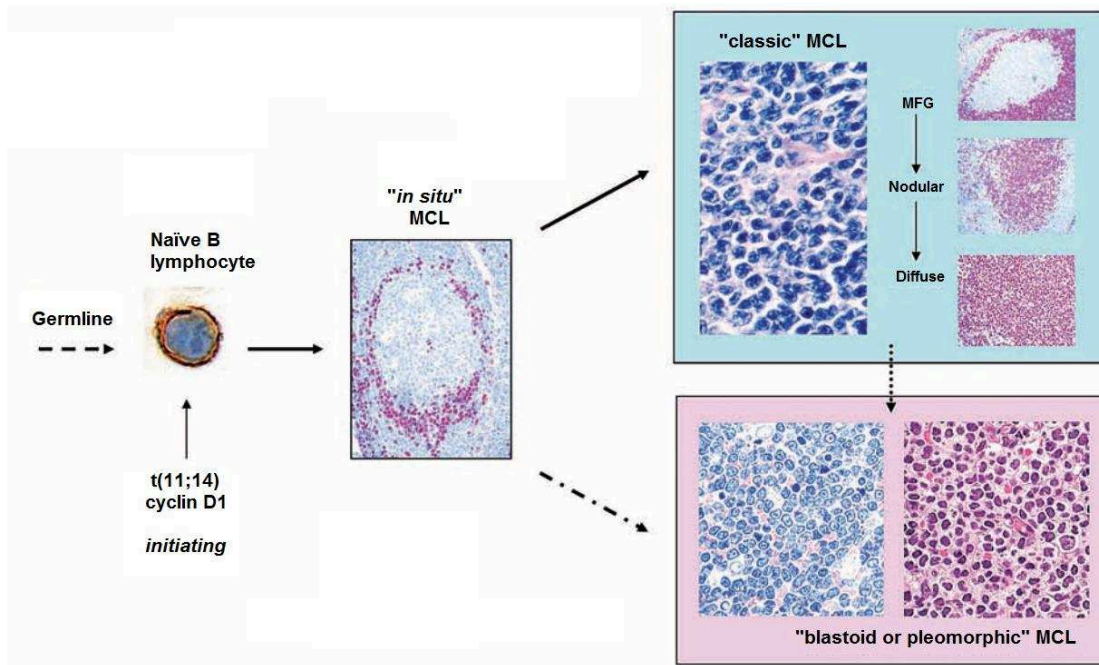 Germline
Naïve B
lymphocyte
t(11;14)
cyclin D1
initiating
"in situ"
MCL
"classic" MCL
MFG
Nodular
Diffuse
"blastoid or pleomorphic" MCL